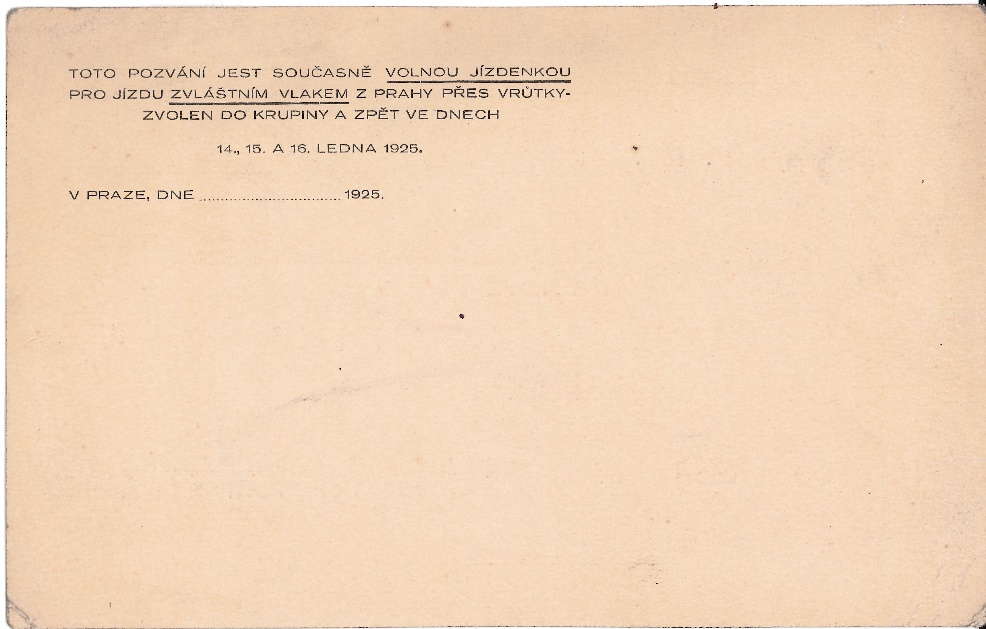 TOTO POZVÁNÍ JEST SOUČASNĚ VOLNOU JÍZDENKOU
PRO JÍZDU ZVLÁŠTNÍM VLAKEM Z PRAHY PŘES VRŮTKY-
ZVOLEN DO KRUPINY A ZPĚT VE DNECH
14., 15. A 16. LEDNA 1925.
V PRAZE, DNE .................................. 1925.